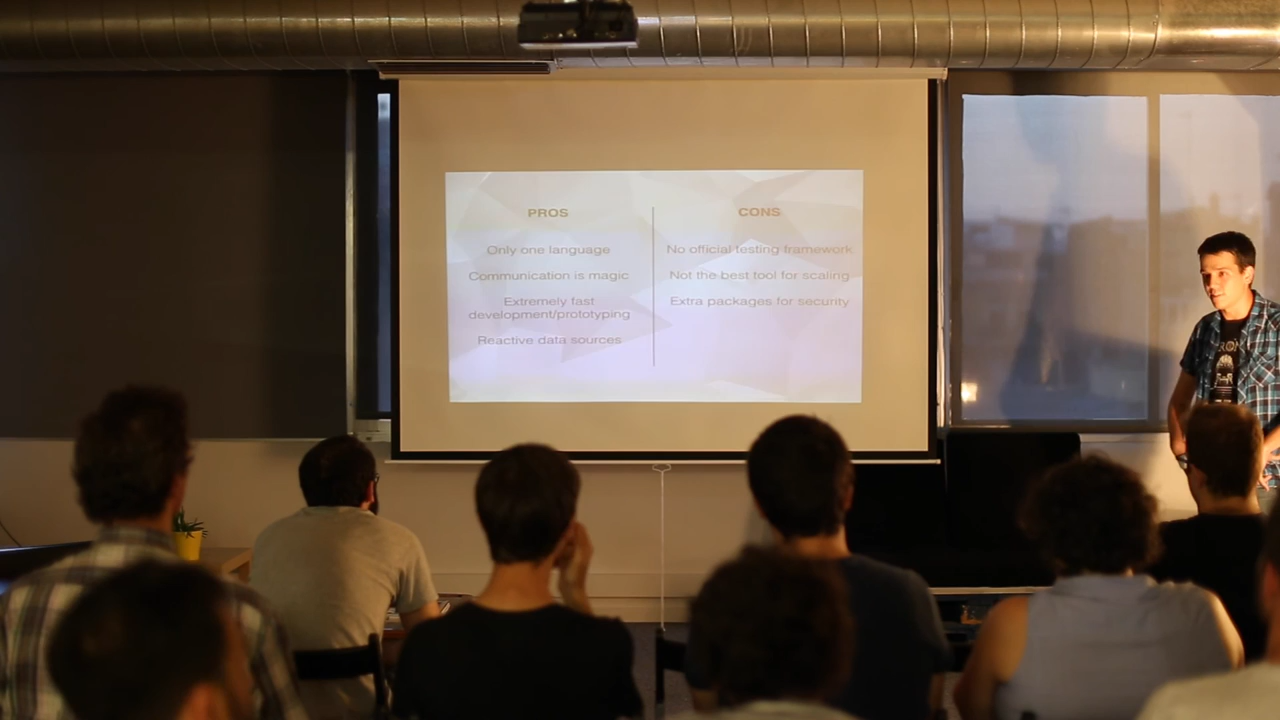 PROS
Only one language
Communication is magic
Extremely fast
development/prototyping
Reactive data sources
CONS
No official testing framework
Not the best tool for scaling
Extra packages for security